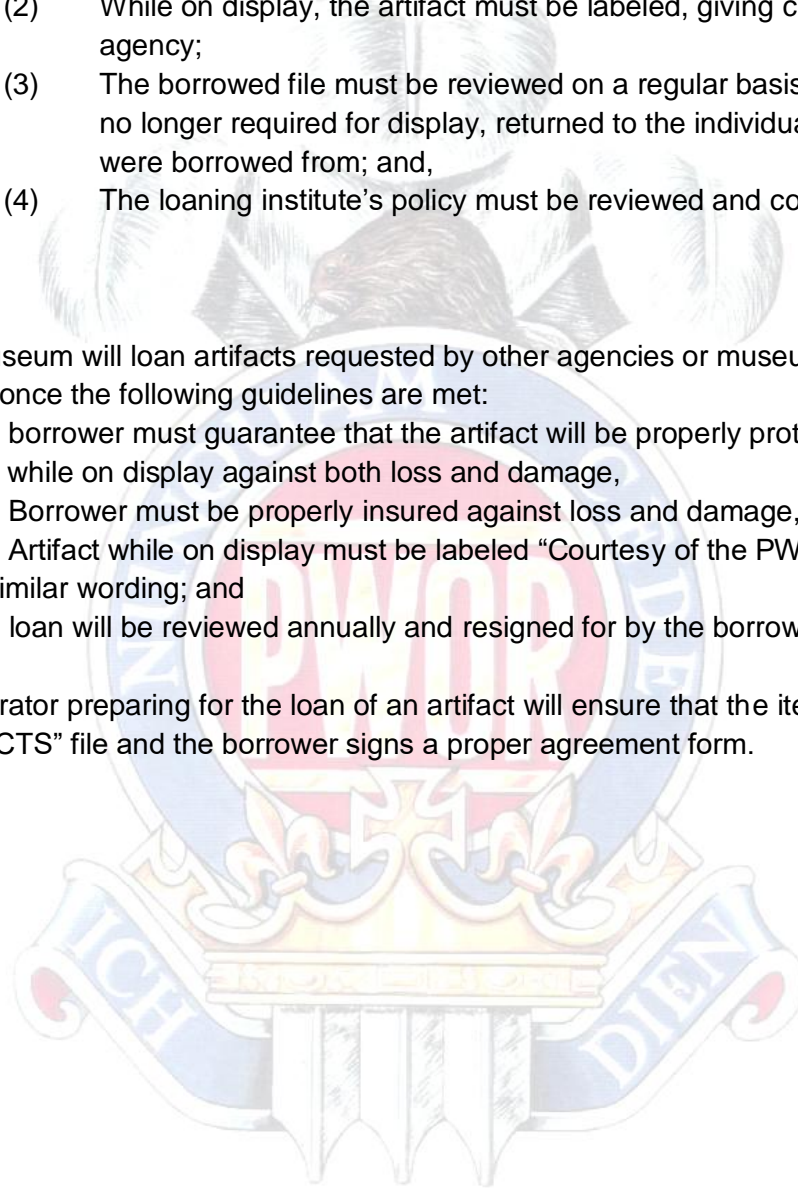 (2) While on display, the artifact must be labeled, giving c
agency;
(3) The borrowed file must be reviewed on a regular basis
no longer required for display, returned to the individua
were borrowed from; and,
(4) The loaning institute's policy must be reviewed and co
seum will loan artifacts requested by other agencies or museu
once the following guidelines are met:
borrower must guarantee that the artifact will be properly prot
while on display against both loss and damage,
Borrower must be properly insured against loss and damage,
Artifact while on display must be labeled “Courtesy of the PW
imilar wording; and
loan will be reviewed annually and resigned for by the borrow
rator preparing for the loan of an artifact will ensure that the ite
CTS” file and the borrower signs a proper agreement form.
NUNQUAM CEDE
PWOR
ICH DIEN